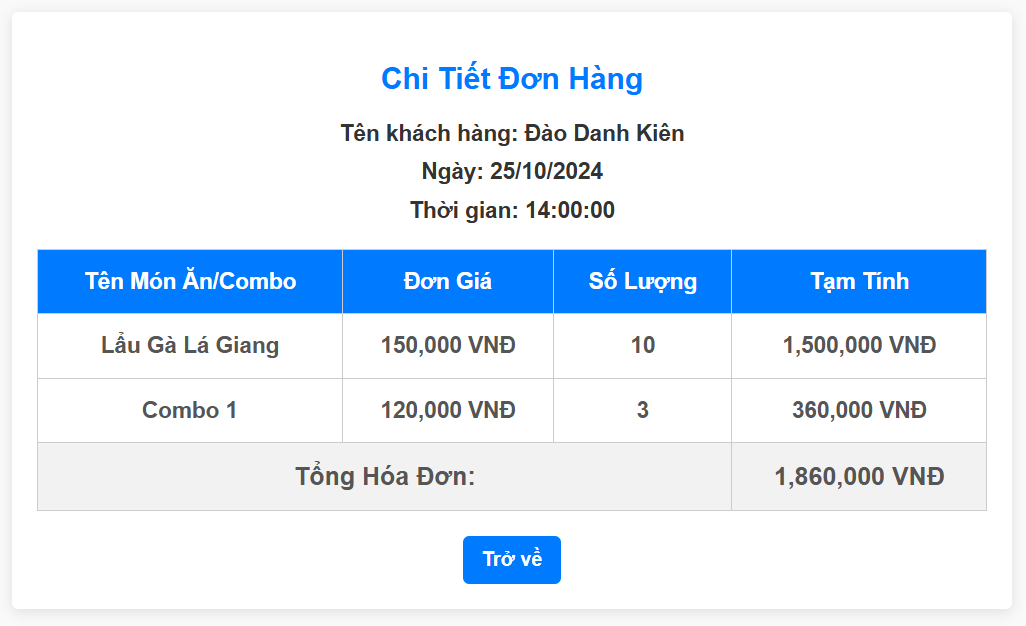 Chi Tiết Đơn Hàng
Tên khách hàng: Đào Danh Kiên
Ngày: 25/10/2024
Thời gian: 14:00:00
Tên Món Ăn/Combo Đơn Giá Số Lượng Tạm Tính
Lẩu Gà Lá Giang 150,000 VNĐ 10 1,500,000 VNĐ
Combo 1 120,000 VNĐ 3 360,000 VNĐ
Tổng Hóa Đơn: 1,860,000 VNĐ
Trở về